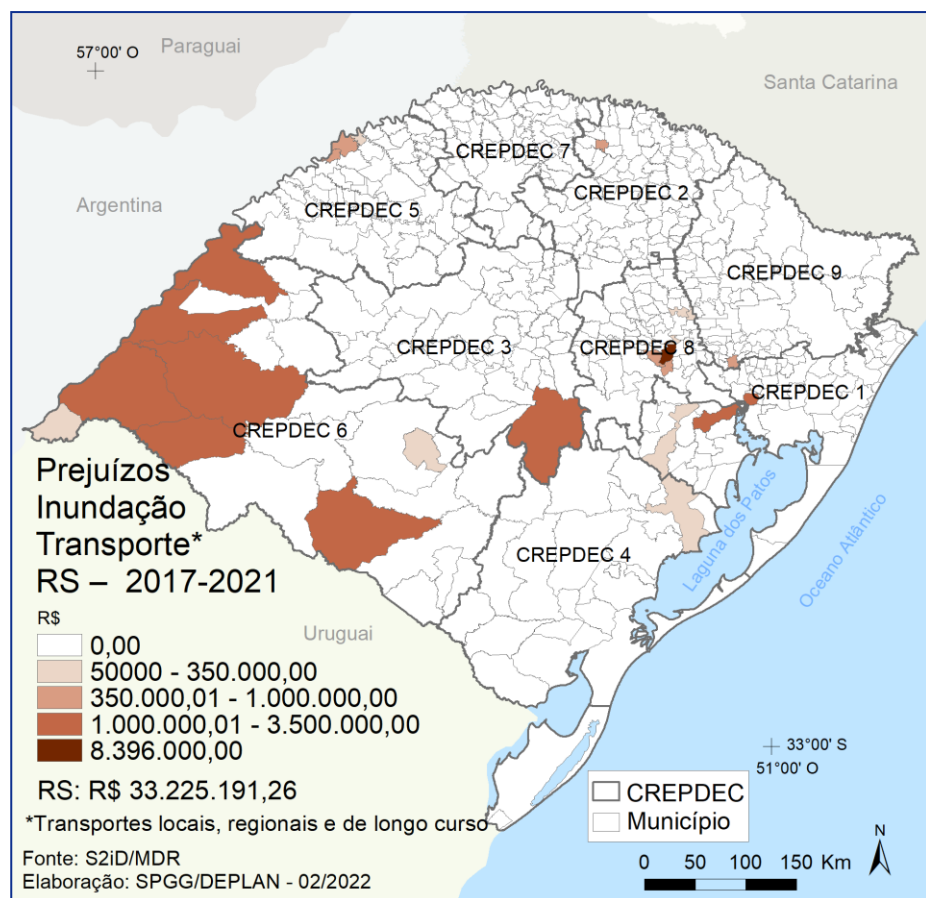 Paraguai
57°00' O
Santa Catarina
Argentina
CREPDEC 7
CREPDEC 2
CREPDEC 5
CREPDEC 9
CREPDEC 3
CREPDEC 8
CREPDEC 1
CREPDEC 6
CREPDEC 4
Laguna dos Patos
Oceano Atlântico
Uruguai
Prejuízos
Inundação
Transporte*
RS – 2017-2021
R$
0,00
50000 - 350.000,00
350.000,01 - 1.000.000,00
1.000.000,01 - 3.500.000,00
8.396.000,00
RS: R$ 33.225.191,26
*Transportes locais, regionais e de longo curso
Fonte: S2iD/MDR
Elaboração: SPGG/DEPLAN - 02/2022
33°00' S
51°00' O
CREPDEC
Município
N
0 50 100 150 Km